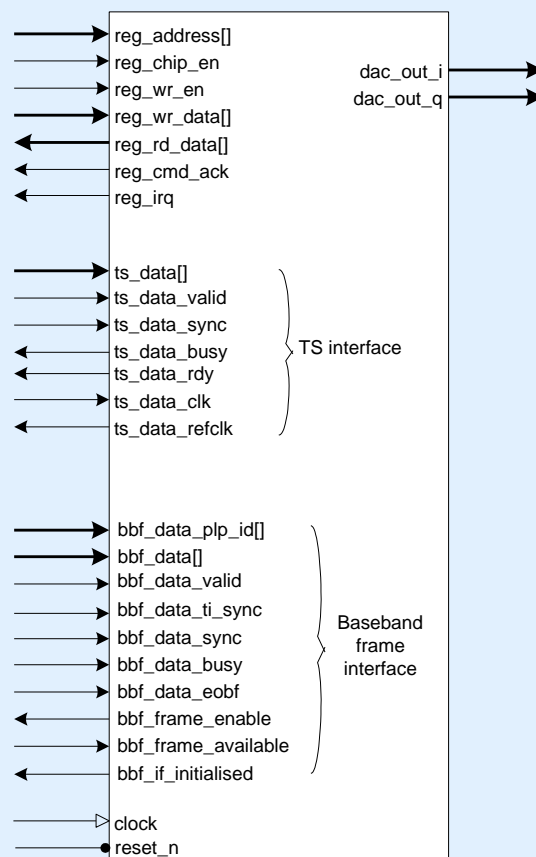 reg_address[]
reg_chip_en
reg_wr_en
reg_wr_data[]
reg_rd_data[]
reg_cmd_ack
reg_irq
dac_out_i
dac_out_q
ts_data[]
ts_data_valid
ts_data_sync
ts_data_busy
ts_data_rdy
ts_data_clk
ts_data_refclk
TS interface
bbf_data_plp_id[]
bbf_data[]
bbf_data_valid
bbf_data_ti_sync
bbf_data_sync
bbf_data_busy
bbf_data_eobf
bbf_frame_enable
bbf_frame_available
bbf_if_initialised
Baseband
frame
interface
clock
reset_n